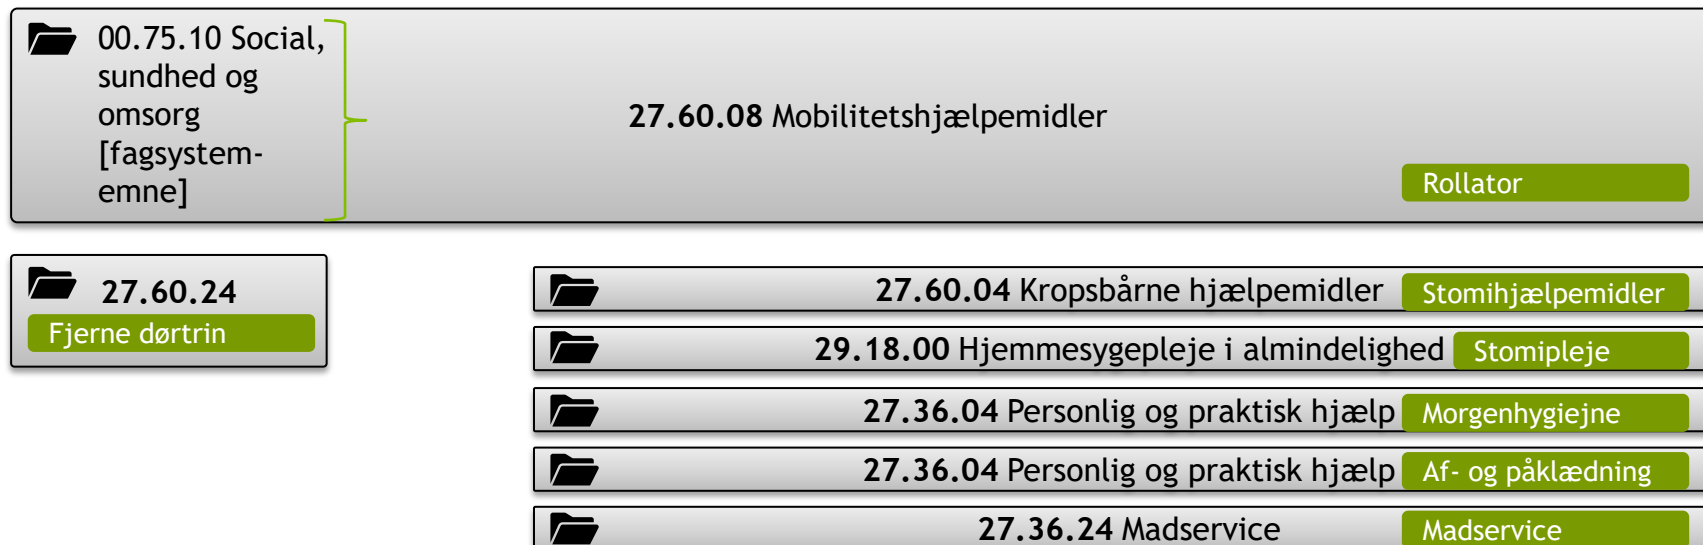 00.75.10 Social,
sundhed og
omsorg
[fagsystem-
emne]
27.60.08 Mobilitetshjælpemidler
Rollator
27.60.24
Fjerne dørtrin
27.60.04 Kropsbårne hjælpemidler Stomihjælpemidler
29.18.00 Hjemmesygepleje i almindelighed Stomipleje
27.36.04 Personlig og praktisk hjælp Morgenhygiejne
27.36.04 Personlig og praktisk hjælp Af- og påklædning
27.36.24 Madservice Madservice